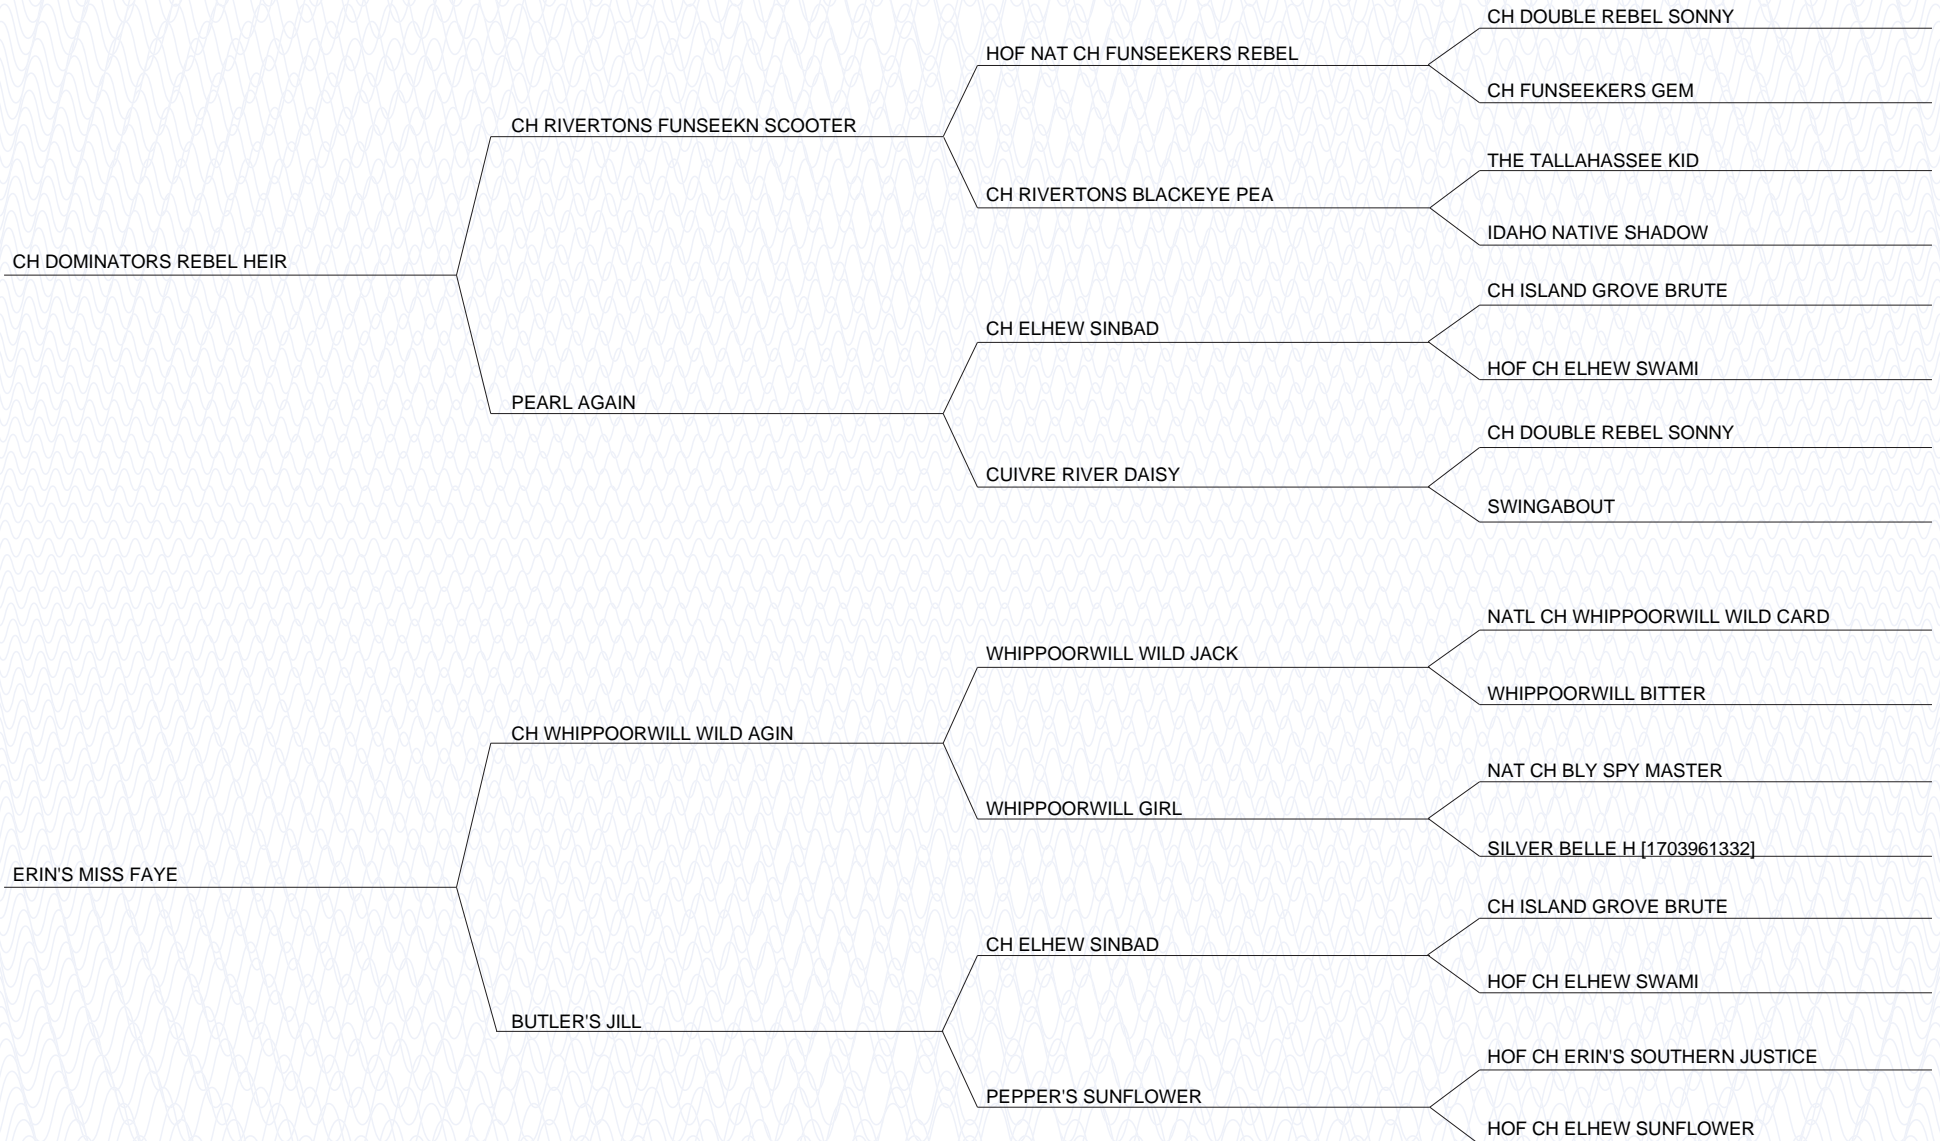 CH DOUBLE REBEL SONNY
HOF NAT CH FUNSEEKERS REBEL
CH FUNSEEKERS GEM
CH RIVERTONS FUNSEEKN SCOOTER
THE TALLAHASSEE KID
CH RIVERTONS BLACKEYE PEA
IDAHO NATIVE SHADOW
CH DOMINATORS REBEL HEIR
CH ISLAND GROVE BRUTE
CH ELHEW SINBAD
HOF CH ELHEW SWAMI
PEARL AGAIN
CH DOUBLE REBEL SONNY
CUIVRE RIVER DAISY
SWINGABOUT
NATL CH WHIPPOORWILL WILD CARD
WHIPPOORWILL WILD JACK
WHIPPOORWILL BITTER
CH WHIPPOORWILL WILD AGIN
NAT CH BLY SPY MASTER
WHIPPOORWILL GIRL
SILVER BELLE H [1703961332]
ERIN'S MISS FAYE
CH ISLAND GROVE BRUTE
CH ELHEW SINBAD
HOF CH ELHEW SWAMI
BUTLER'S JILL
HOF CH ERIN'S SOUTHERN JUSTICE
PEPPER'S SUNFLOWER
HOF CH ELHEW SUNFLOWER